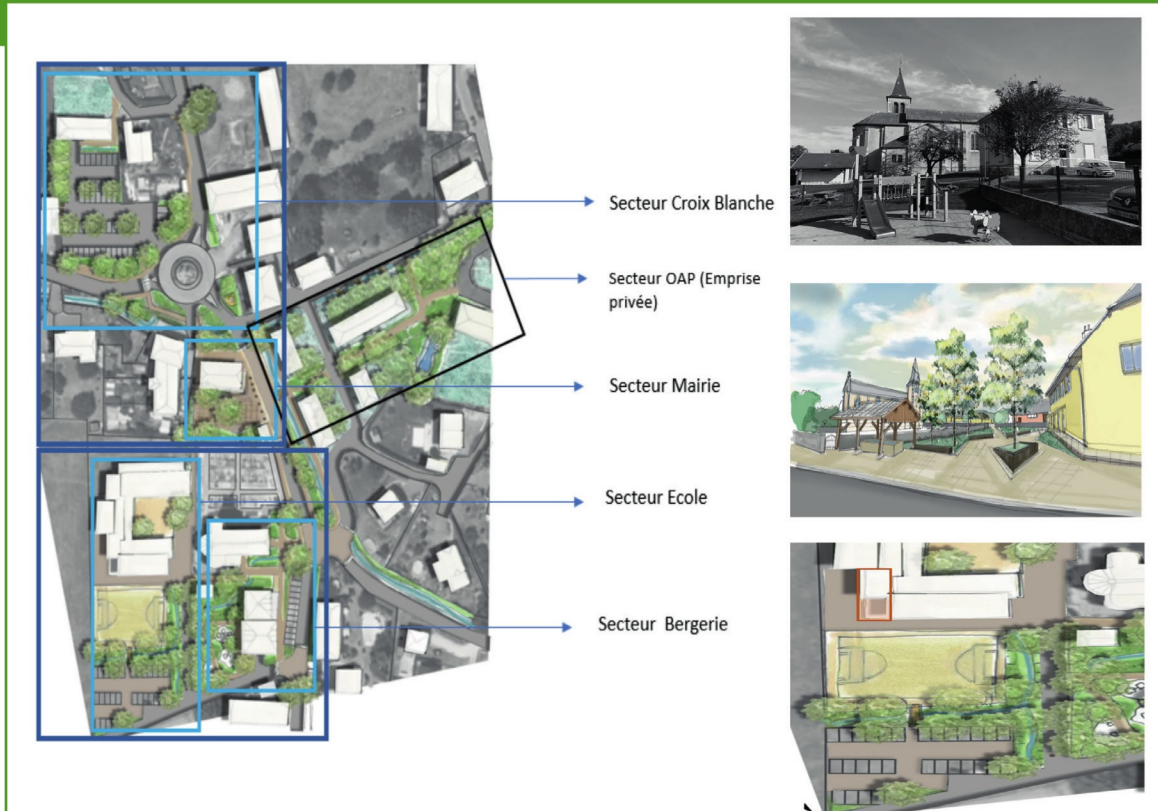 Secteur Croix Blanche
Secteur OAP (Emprise
privée)
Secteur Mairie
Secteur Ecole
Secteur Bergerie